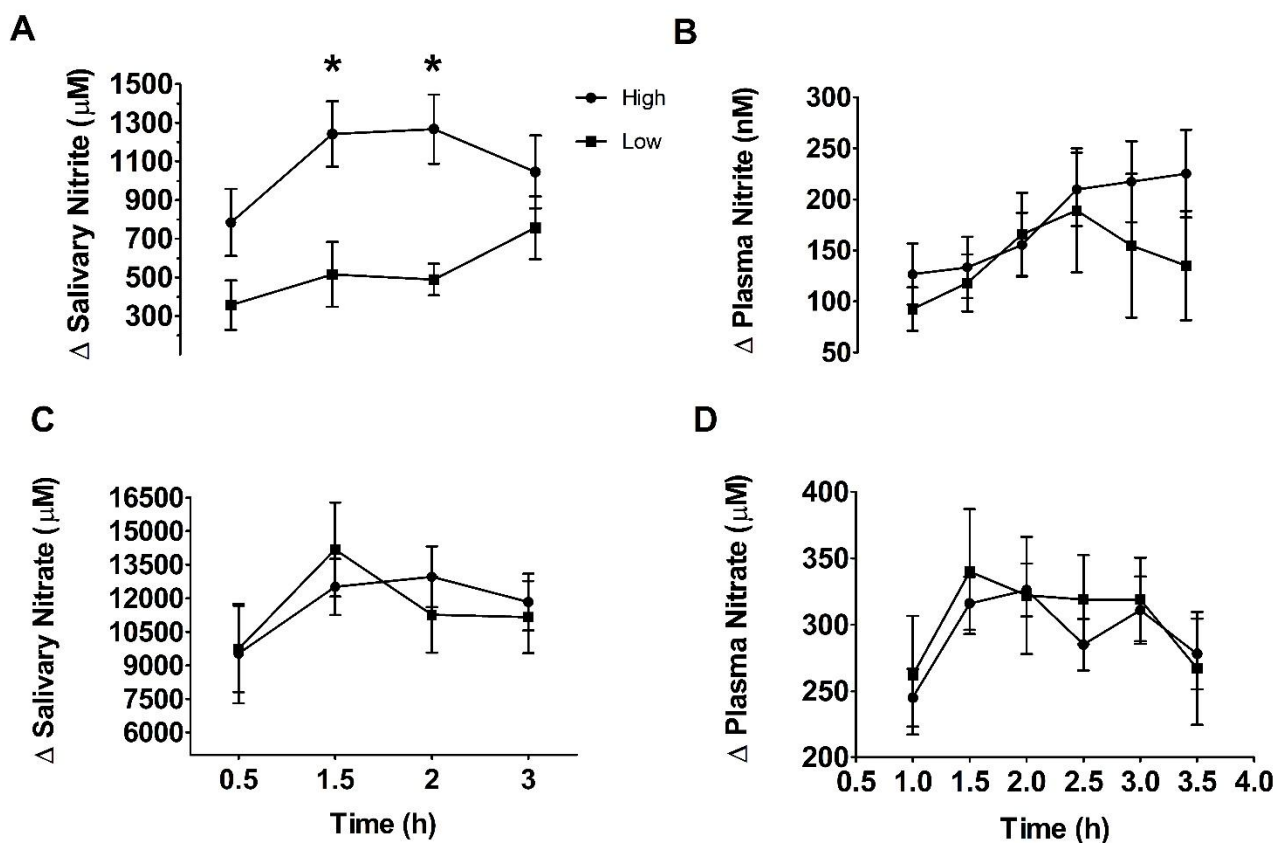 A
* *
Δ Salivary Nitrite (μM)
1500
1300
1100
900
700
500
300
High
Low
B
Δ Plasma Nitrite (nM)
300
250
200
150
100
50
C
Δ Salivary Nitrate (μM)
16500
15000
13500
12000
10500
9000
7500
6000
0.5 1.5 2 3
Time (h)
D
Δ Plasma Nitrate (μM)
400
350
300
250
200
0.5 1.0 1.5 2.0 2.5 3.0 3.5 4.0
Time (h)